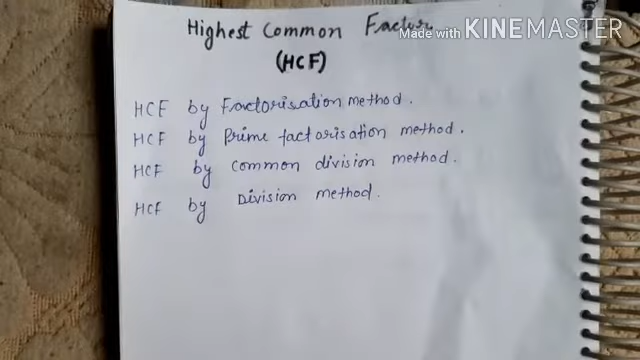 Highest Common Factor
Made with KINEMASTER
(HCF)
HCF by Factorisation method.
HCF by Prime factorisation method.
HCF by Common division method.
HCF by Division method.